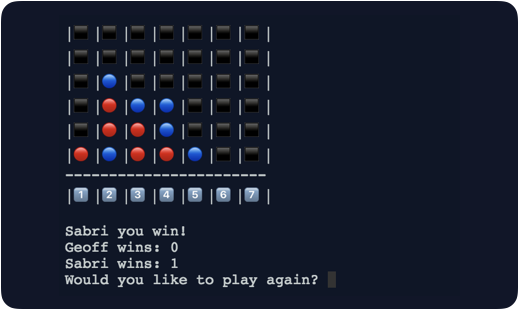 1 2 3 4 5 6 7
Sabri you win!
Geoff wins: 0
Sabri wins: 1
Would you like to play again?